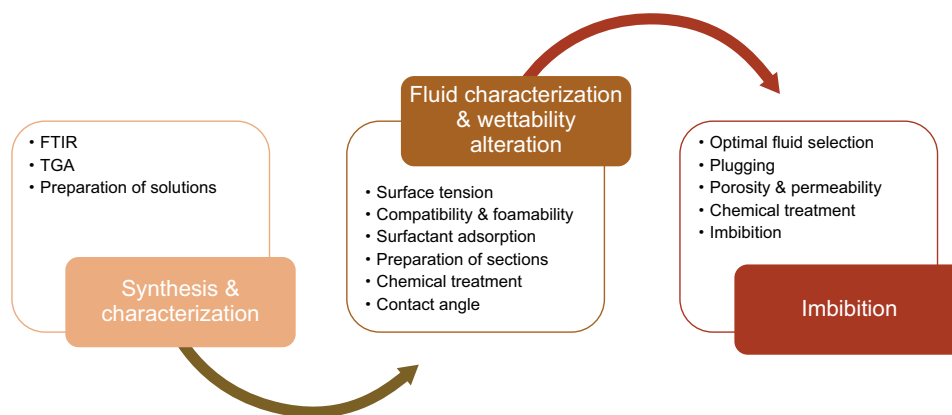 • FTIR
• TGA
• Preparation of solutions
Synthesis &
characterization
Fluid characterization
& wettability
alteration
• Surface tension
• Compatibility & foamability
• Surfactant adsorption
• Preparation of sections
• Chemical treatment
• Contact angle
• Optimal fluid selection
• Plugging
• Porosity & permeability
• Chemical treatment
• Imbibition
Imbibition